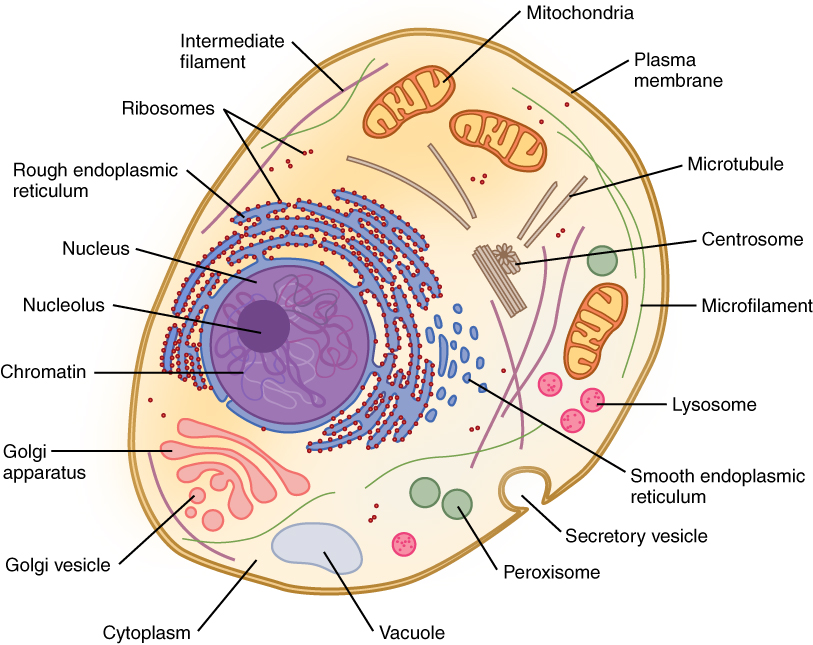 Mitochondria
Intermediate
filament
Plasma
membrane
Ribosomes
Rough endoplasmic
reticulum
Microtubule
Nucleus
Centrosome
Nucleolus
Microfilament
Chromatin
Lysosome
Golgi
apparatus
Smooth endoplasmic
reticulum
Secretory vesicle
Golgi vesicle
Peroxisome
Cytoplasm
Vacuole